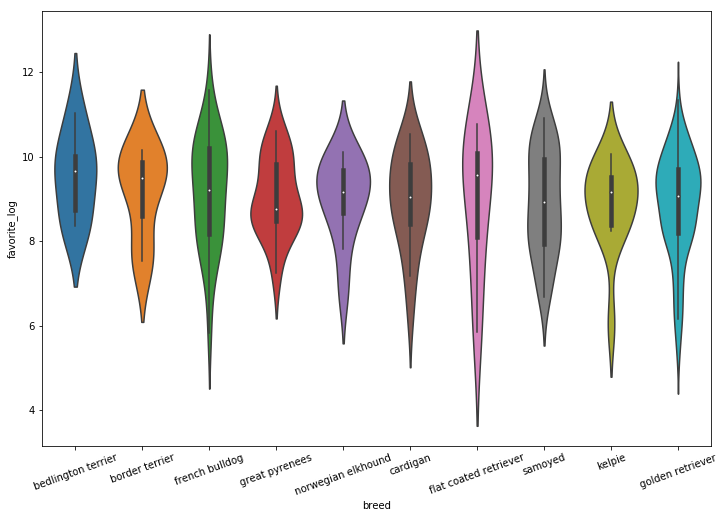 12
10
8
6
4
favorite_log
bedlington terrier
border terrier
french bulldog
great pyrenees
norwegian elkhound
cardigan
flat coated retriever
samoyed
kelpie
golden retriever
breed